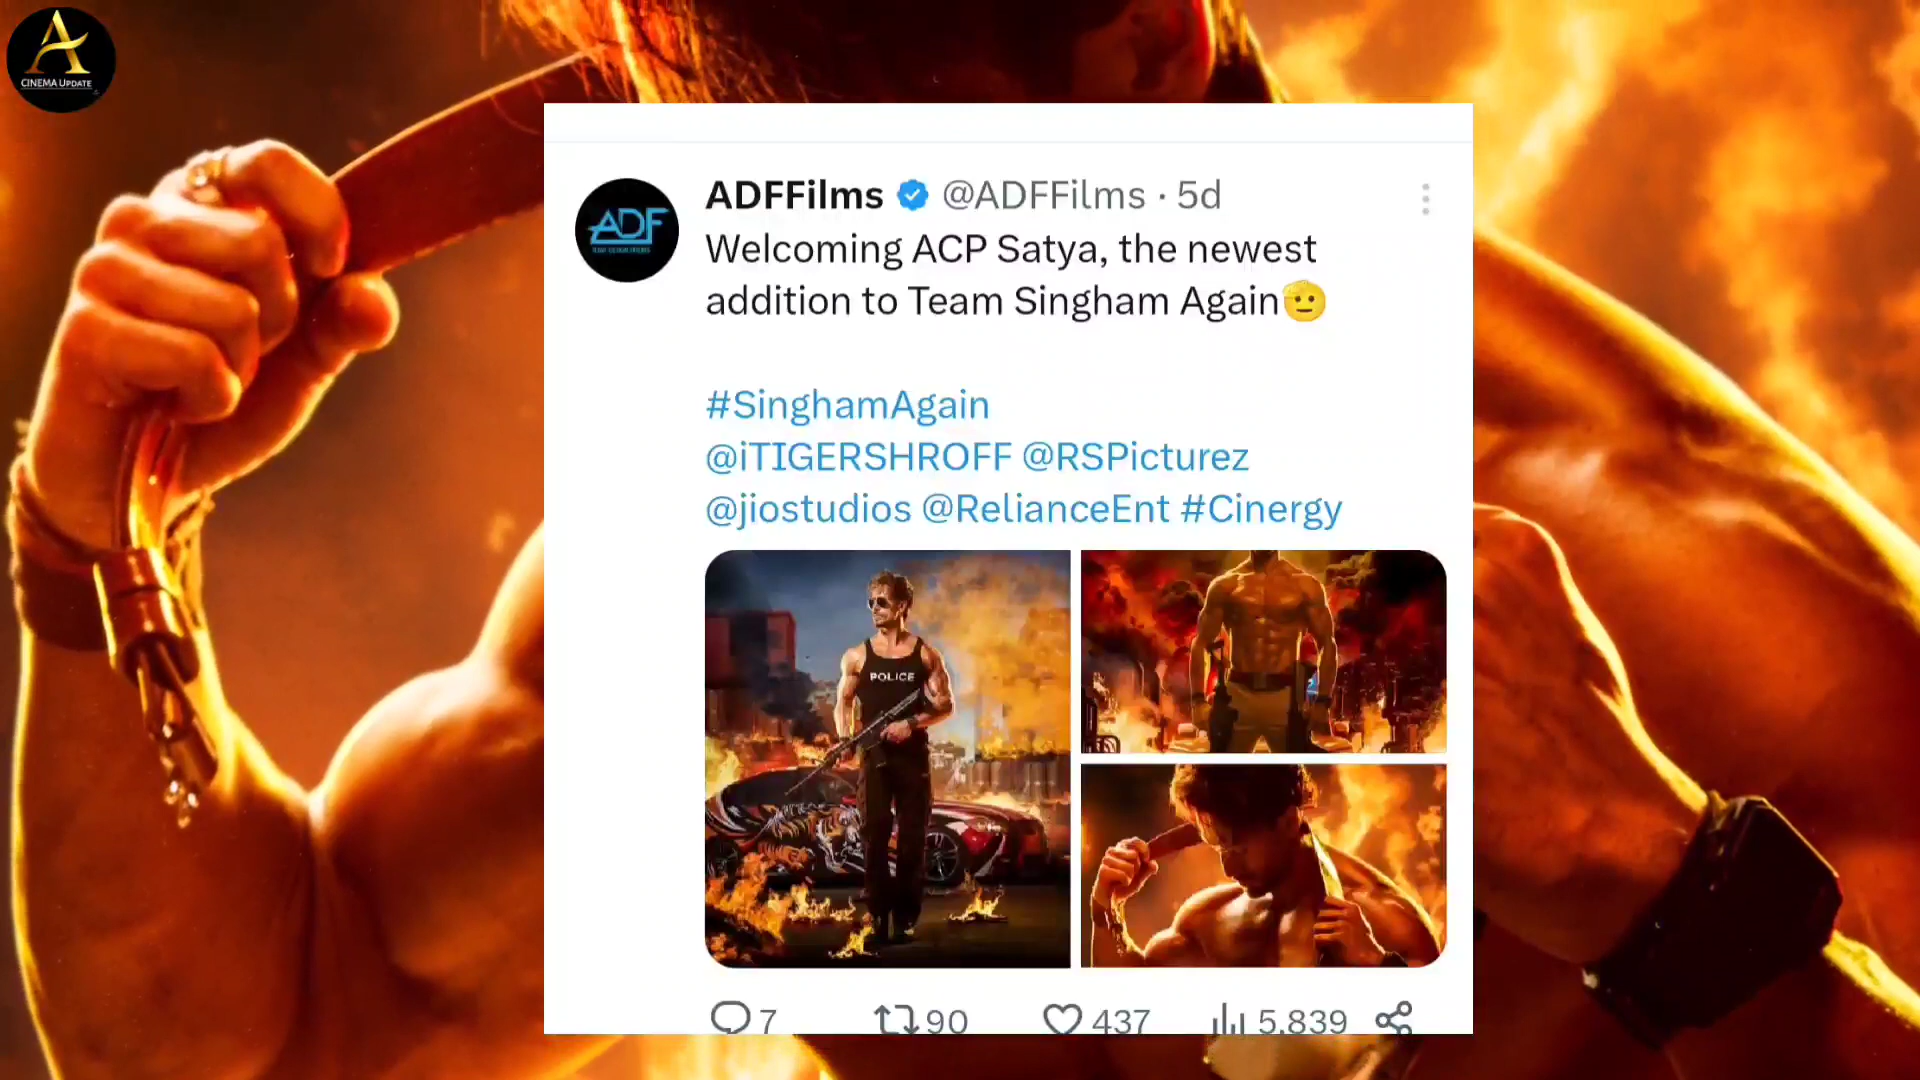 A
CINEMA UPDATE
ADF
ADFFilms @ADFFilms · 5d
Welcoming ACP Satya, the newest
addition to Team Singham Again🫡
#SinghamAgain
@iTIGERSHROFF @RSPicturez
@jiostudios @RelianceEnt #Cinergy
POLICE
7 90 437 5,839